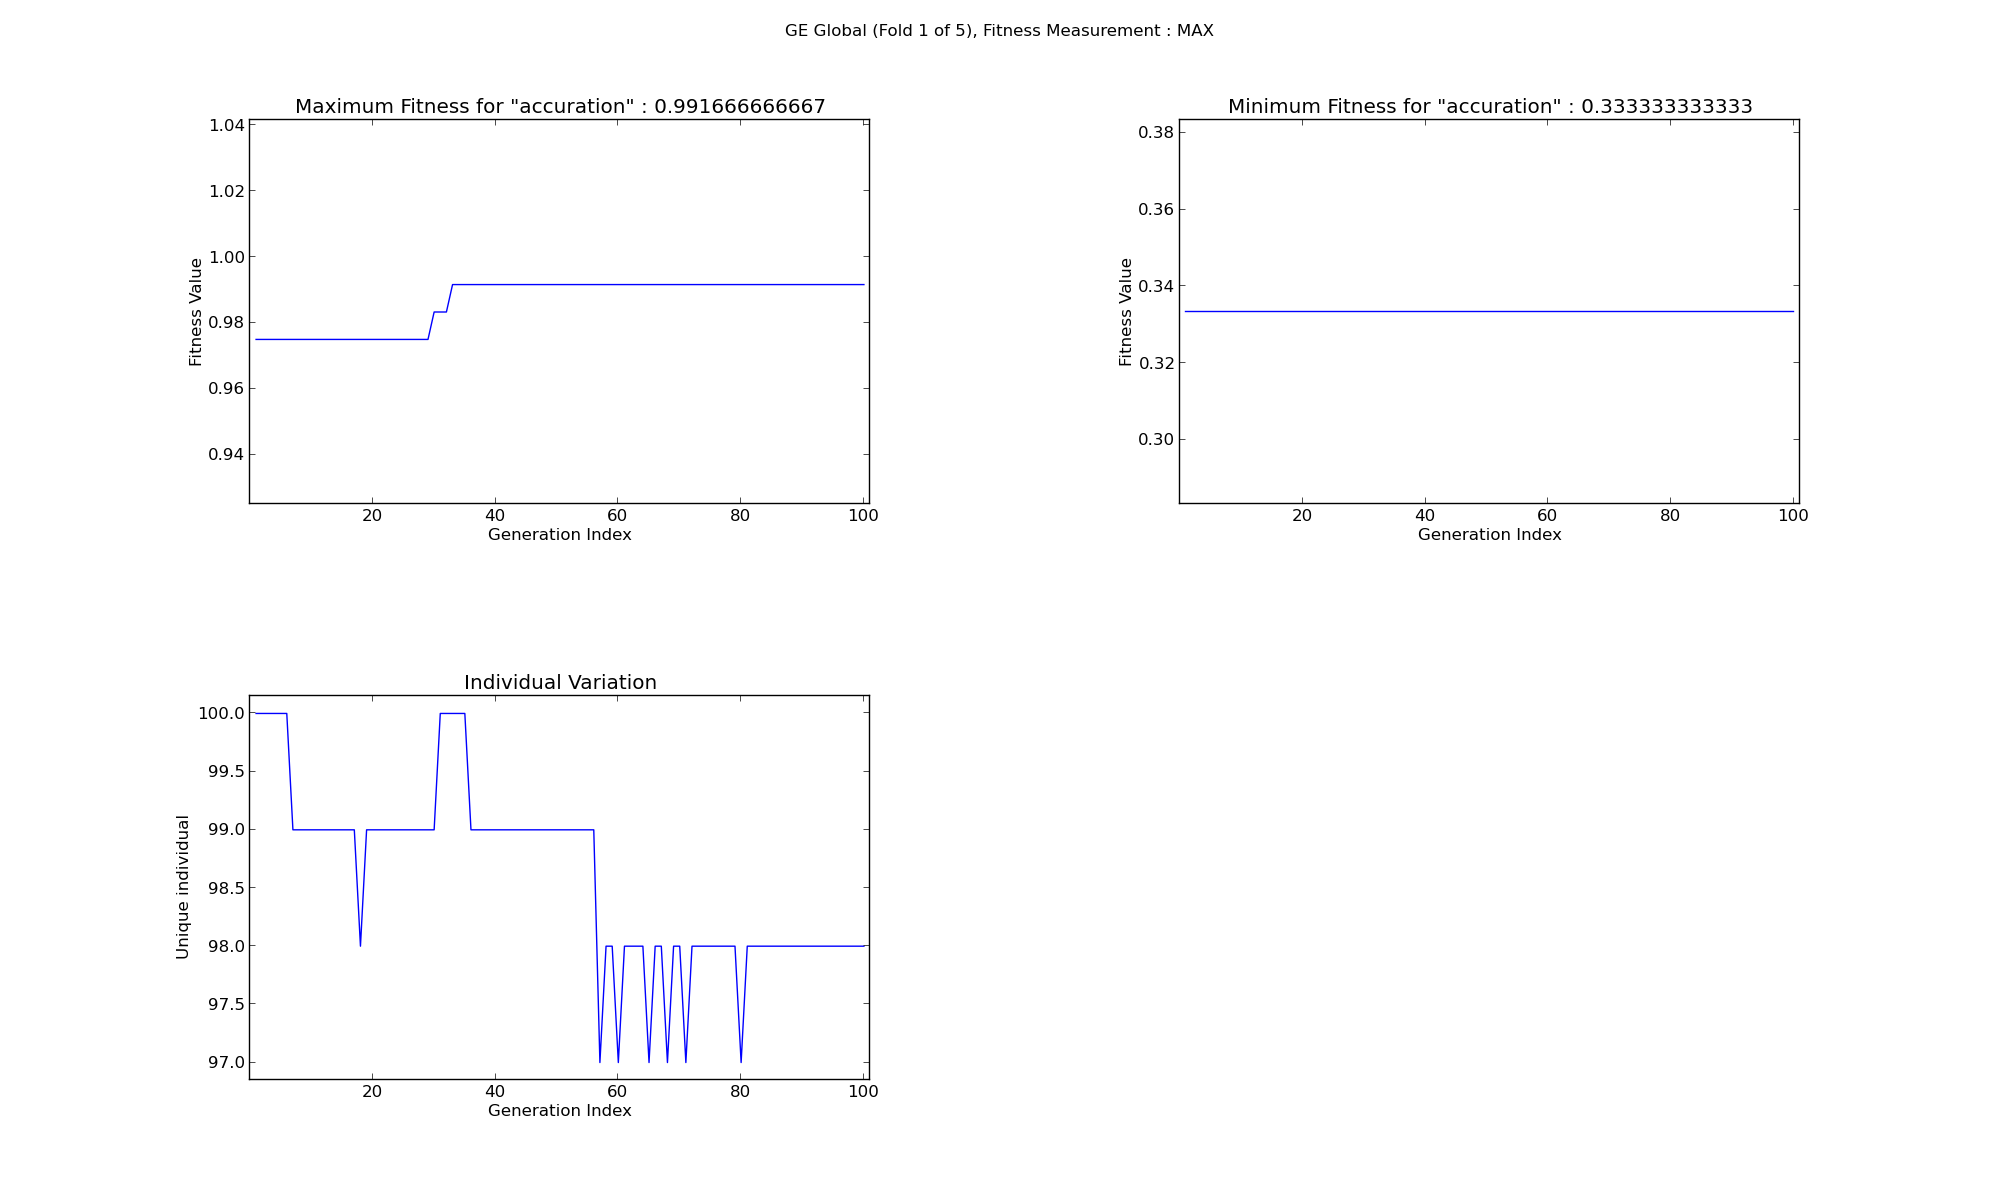 GE Global (Fold 1 of 5), Fitness Measurement : MAX
Maximum Fitness for "accuration" : 0.991666666667
1.04
1.02
1.00
0.98
0.96
0.94
Fitness Value
20 40 60 80 100
Generation Index
Minimum Fitness for "accuration" : 0.333333333333
0.38
0.36
0.34
0.32
0.30
Fitness Value
20 40 60 80 100
Generation Index
Individual Variation
100.0
99.5
99.0
98.5
98.0
97.5
97.0
Unique individual
20 40 60 80 100
Generation Index